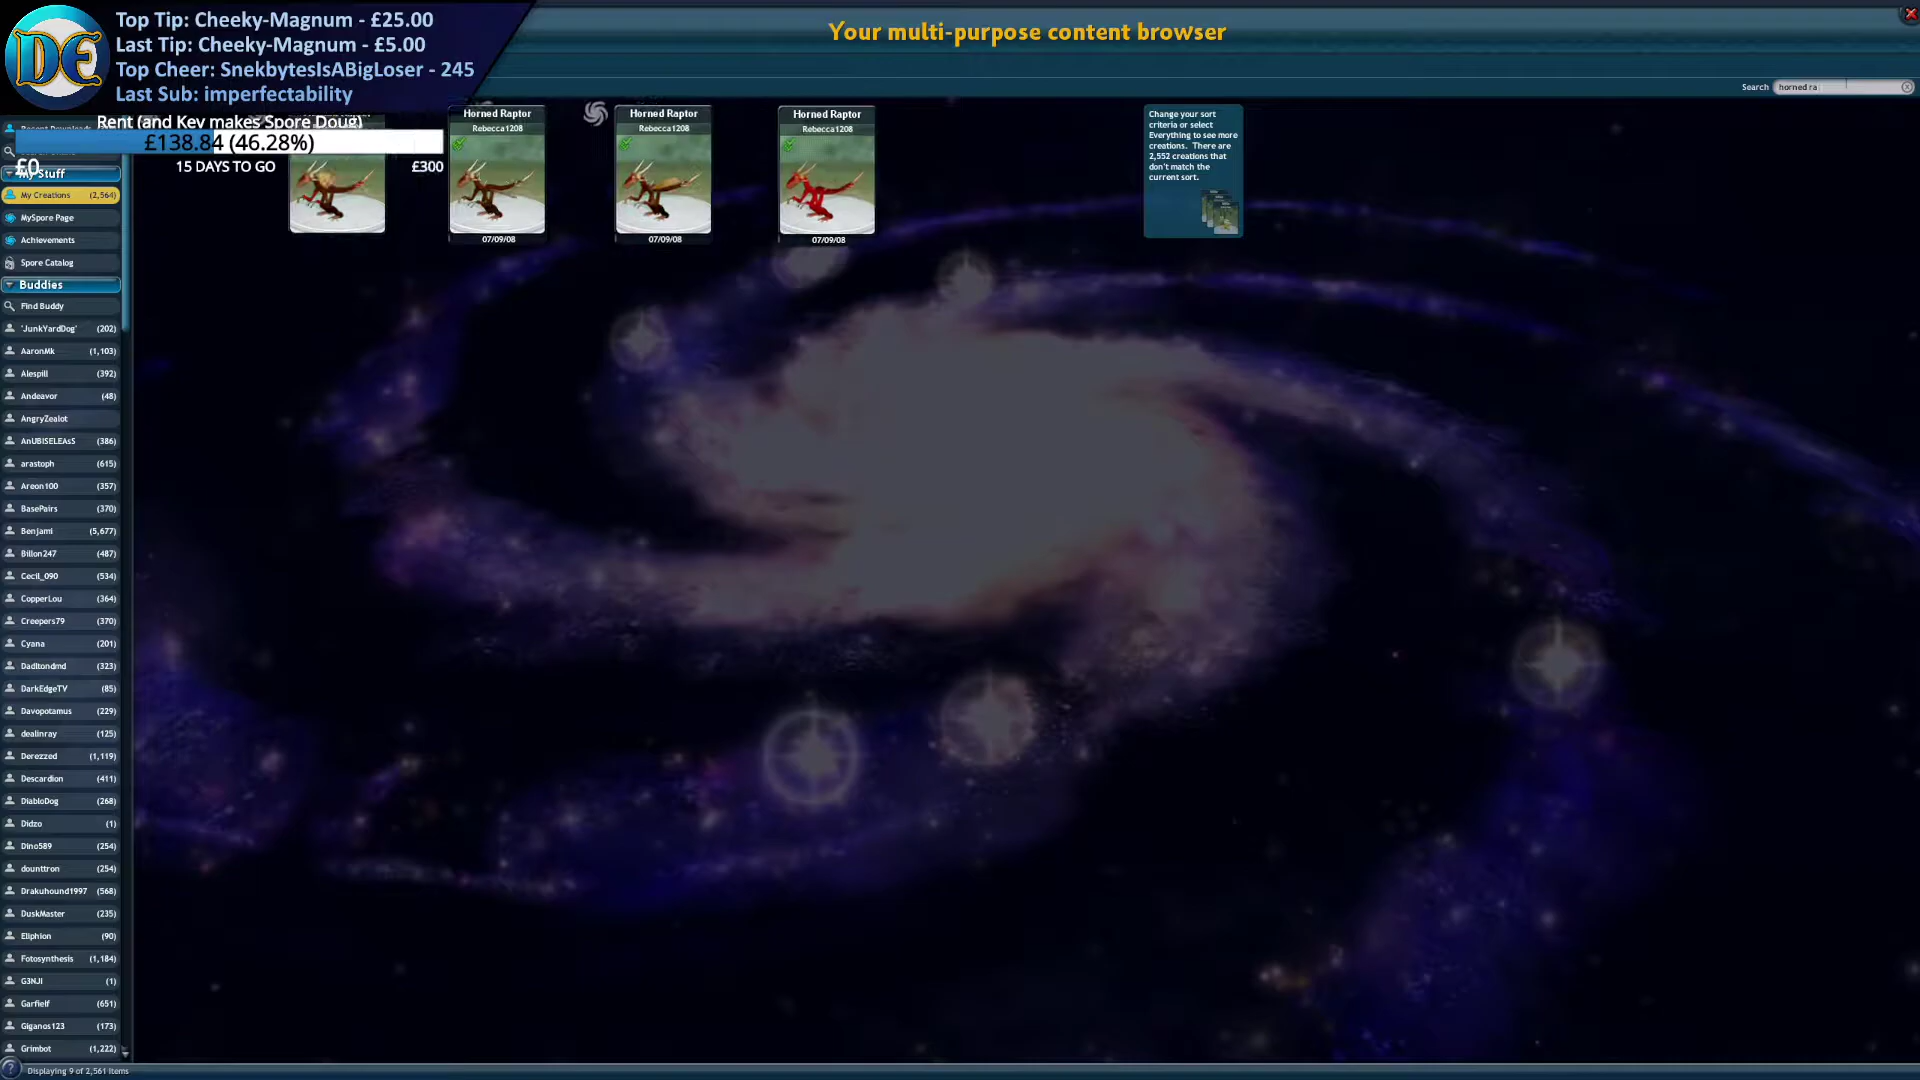 DE
Top Tip: Cheeky-Magnum - £25.00
Last Tip: Cheeky-Magnum - £5.00
Top Cheer: SnekbytesIsABigLoser - 245
Last Sub: imperfectability
Your multi-purpose content browser
Search
horned ra
Rent (and Kev makes Spore Doug)
£138.84 (46.28%)
£0
15 DAYS TO GO
£300
Horned Raptor
Rebecca1208
07/09/08
Horned Raptor
Rebecca1208
07/09/08
Horned Raptor
Rebecca1208
07/09/08
Change your sort
criteria or select
Everything to see more
creations. There are
2,552 creations that
don't match the
current sort.
My Stuff
My Creations (2,564)
MySpore Page
Achievements
Spore Catalog
Buddies
Find Buddy
'JunkYardDog' (202)
AaronMk (1,103)
Alespill (392)
Andeavor (48)
AngryZealot
AnUBISELEAsS (386)
arastoph (615)
Areon100 (357)
BasePairs (370)
Benjami (5,677)
Billon247 (487)
Cecil_090 (534)
CopperLou (364)
Creepers79 (370)
Cyana (201)
Dadltondmd (323)
DarkEdgeTV (85)
Davopotamus (229)
dealinray (125)
Derezzed (1,119)
Descardion (411)
DiabloDog (268)
Didzo (1)
Dino589 (254)
dounttron (254)
Drakuhound1997 (568)
DuskMaster (235)
Eliphion (90)
Fotosynthesis (1,184)
G3NJI (1)
Garfielf (651)
Giganos123 (173)
Grimbot (1,222)
Displaying 9 of 2,561 items